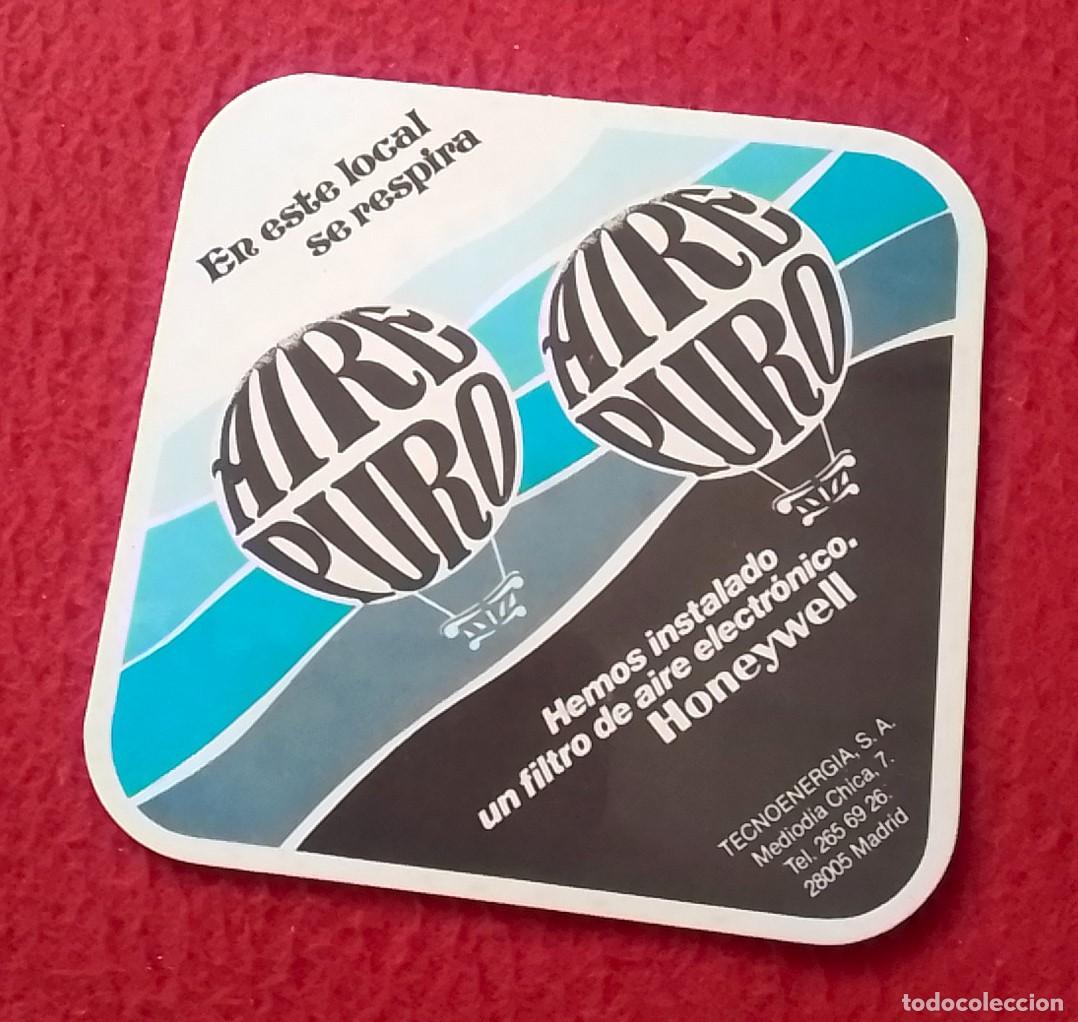 En este local
se respira
AIRE
PURO
AIRE
PURO
Hemos instalado
un filtro de aire electrónico.
Honeywell
TECNOENERGIA, S. A.
Mediodía Chica, 7.
Tel. 265 69 26.
28005 Madrid
todocoleccion